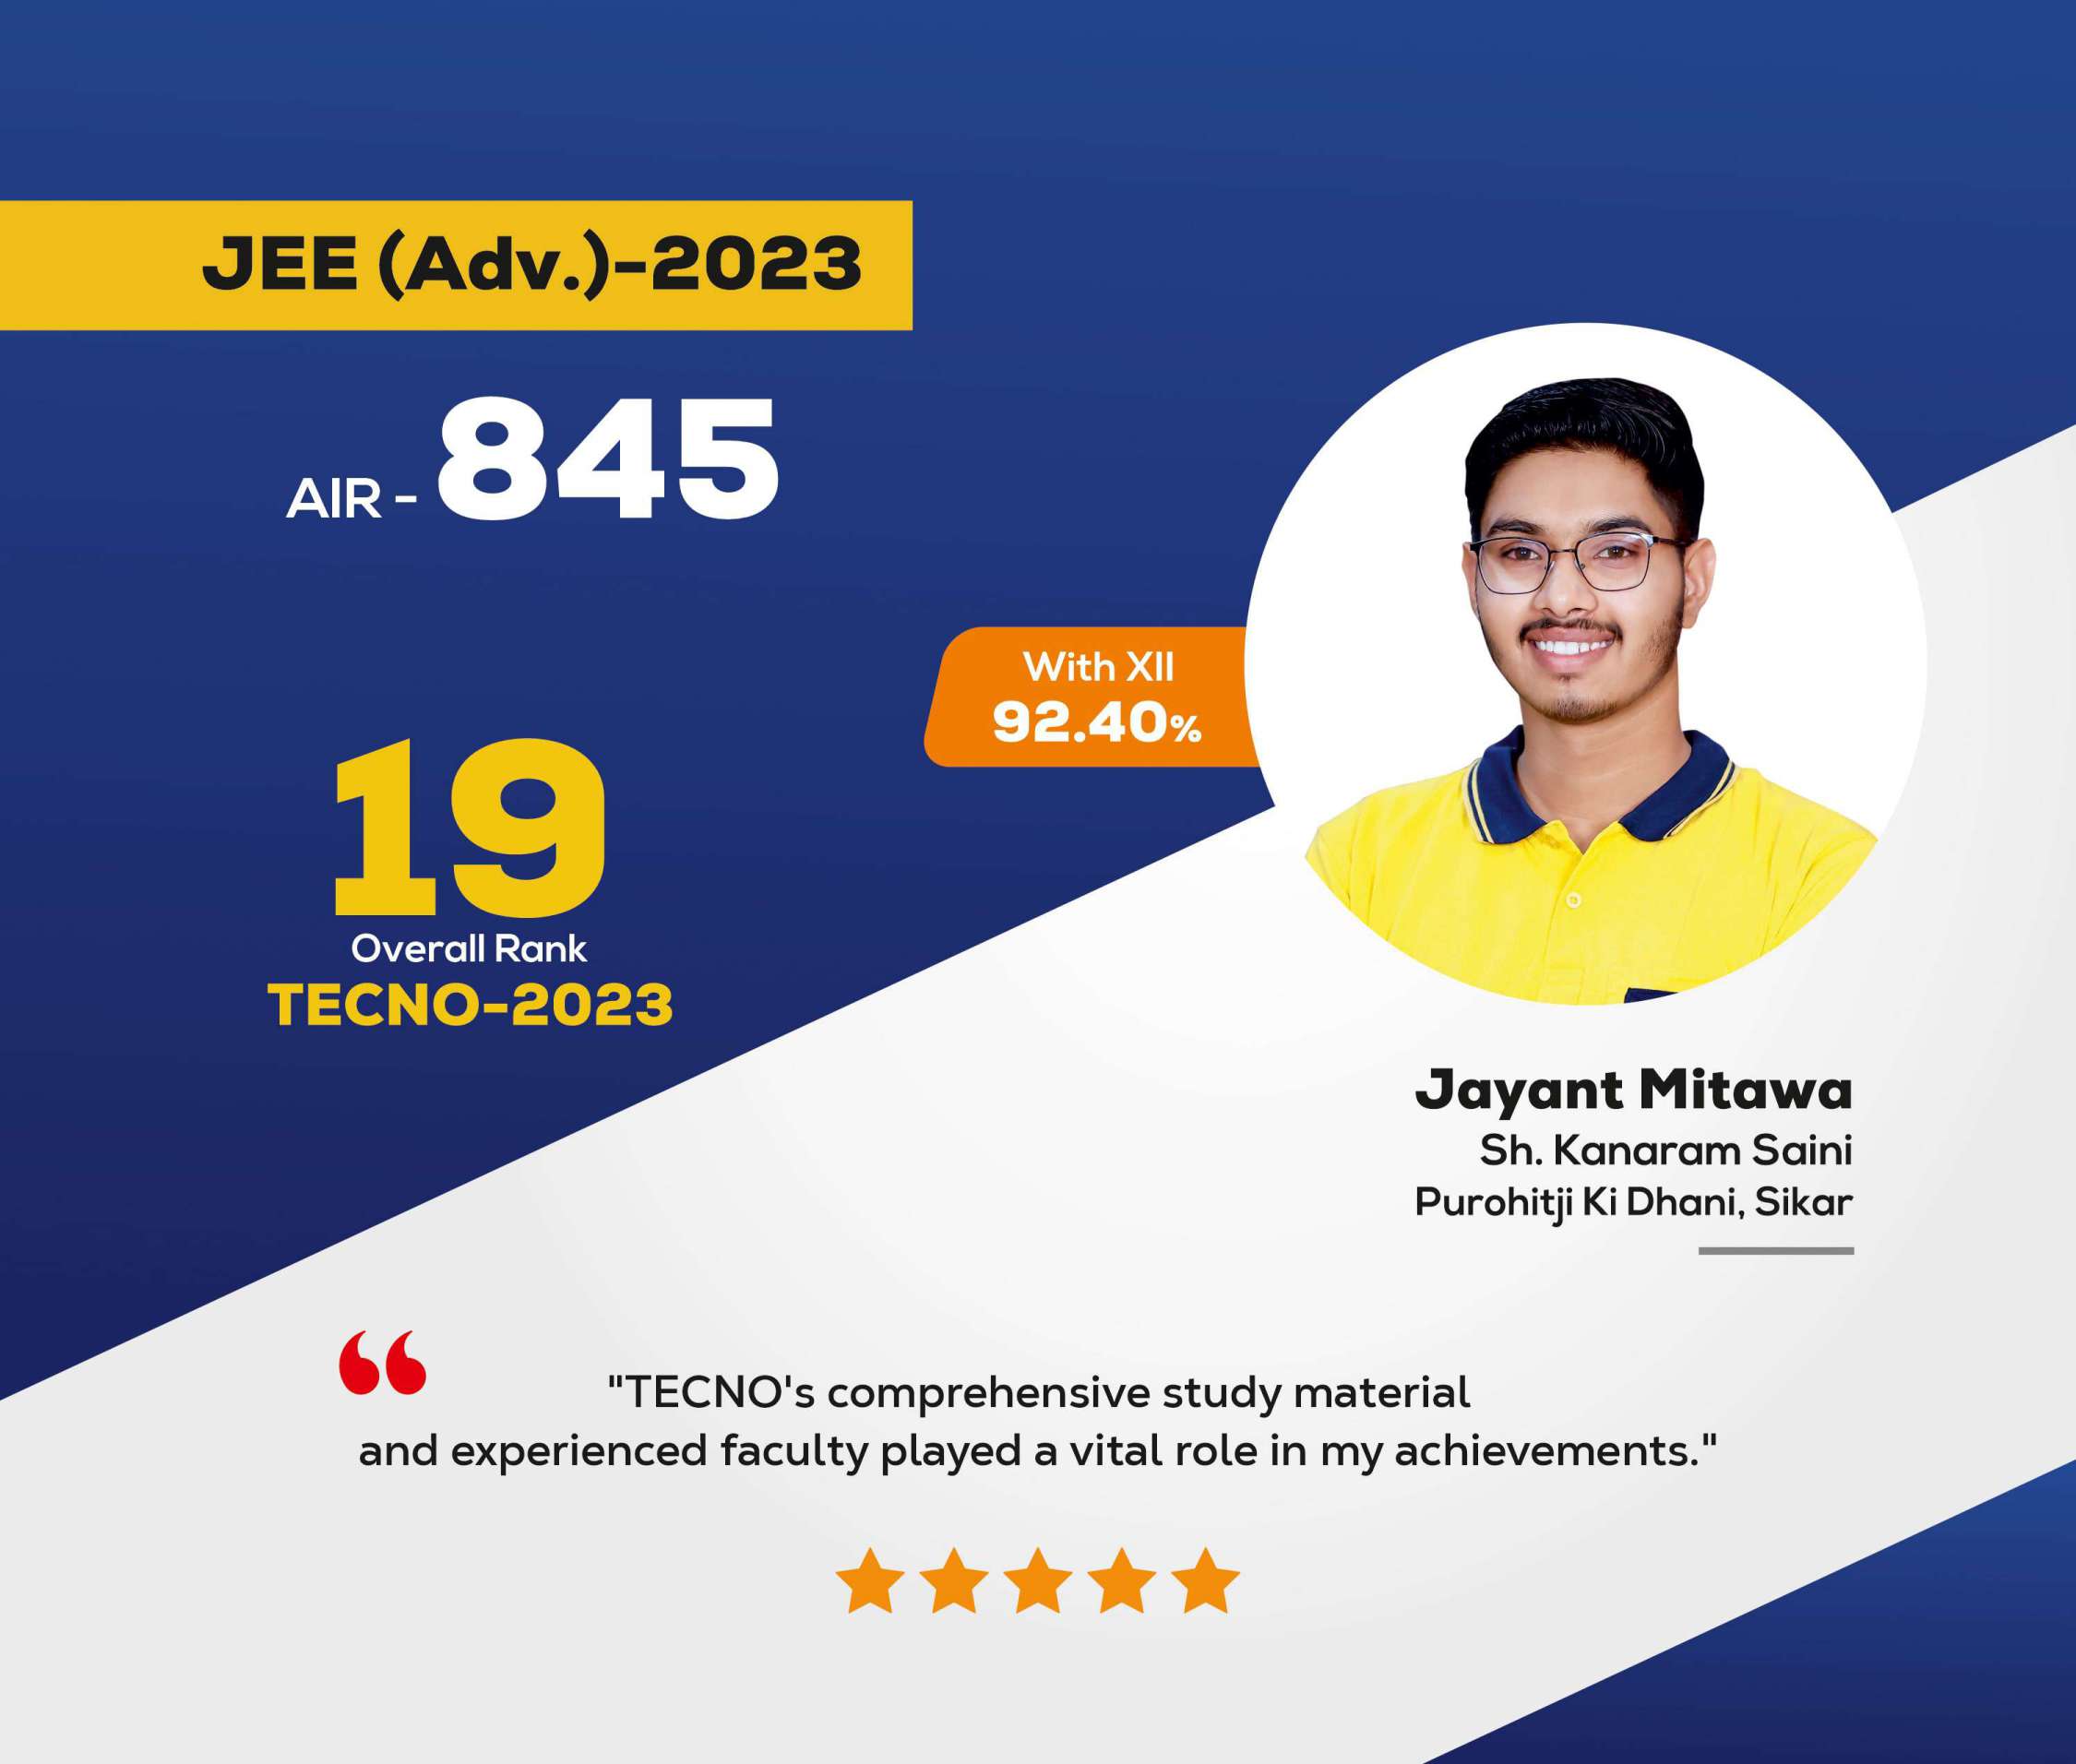 JEE (Adv.)-2023
AIR - 845
With XII
92.40%
19
Overall Rank
TECNO-2023
Jayant Mitawa
Sh. Kanaram Saini
Purohitji Ki Dhani, Sikar
"TECNO's comprehensive study material
and experienced faculty played a vital role in my achievements."